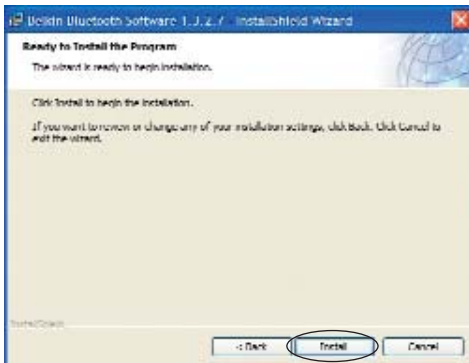 Belkin Bluetooth Software 1.3.2.7 - InstallShield Wizard
Ready to Install the Program
The wizard is ready to begin installation.
Click Install to begin the installation.
If you want to review or change any of your installation settings, click Back. Click Cancel to
exit the wizard.
InstallShield
< Back
Install
Cancel